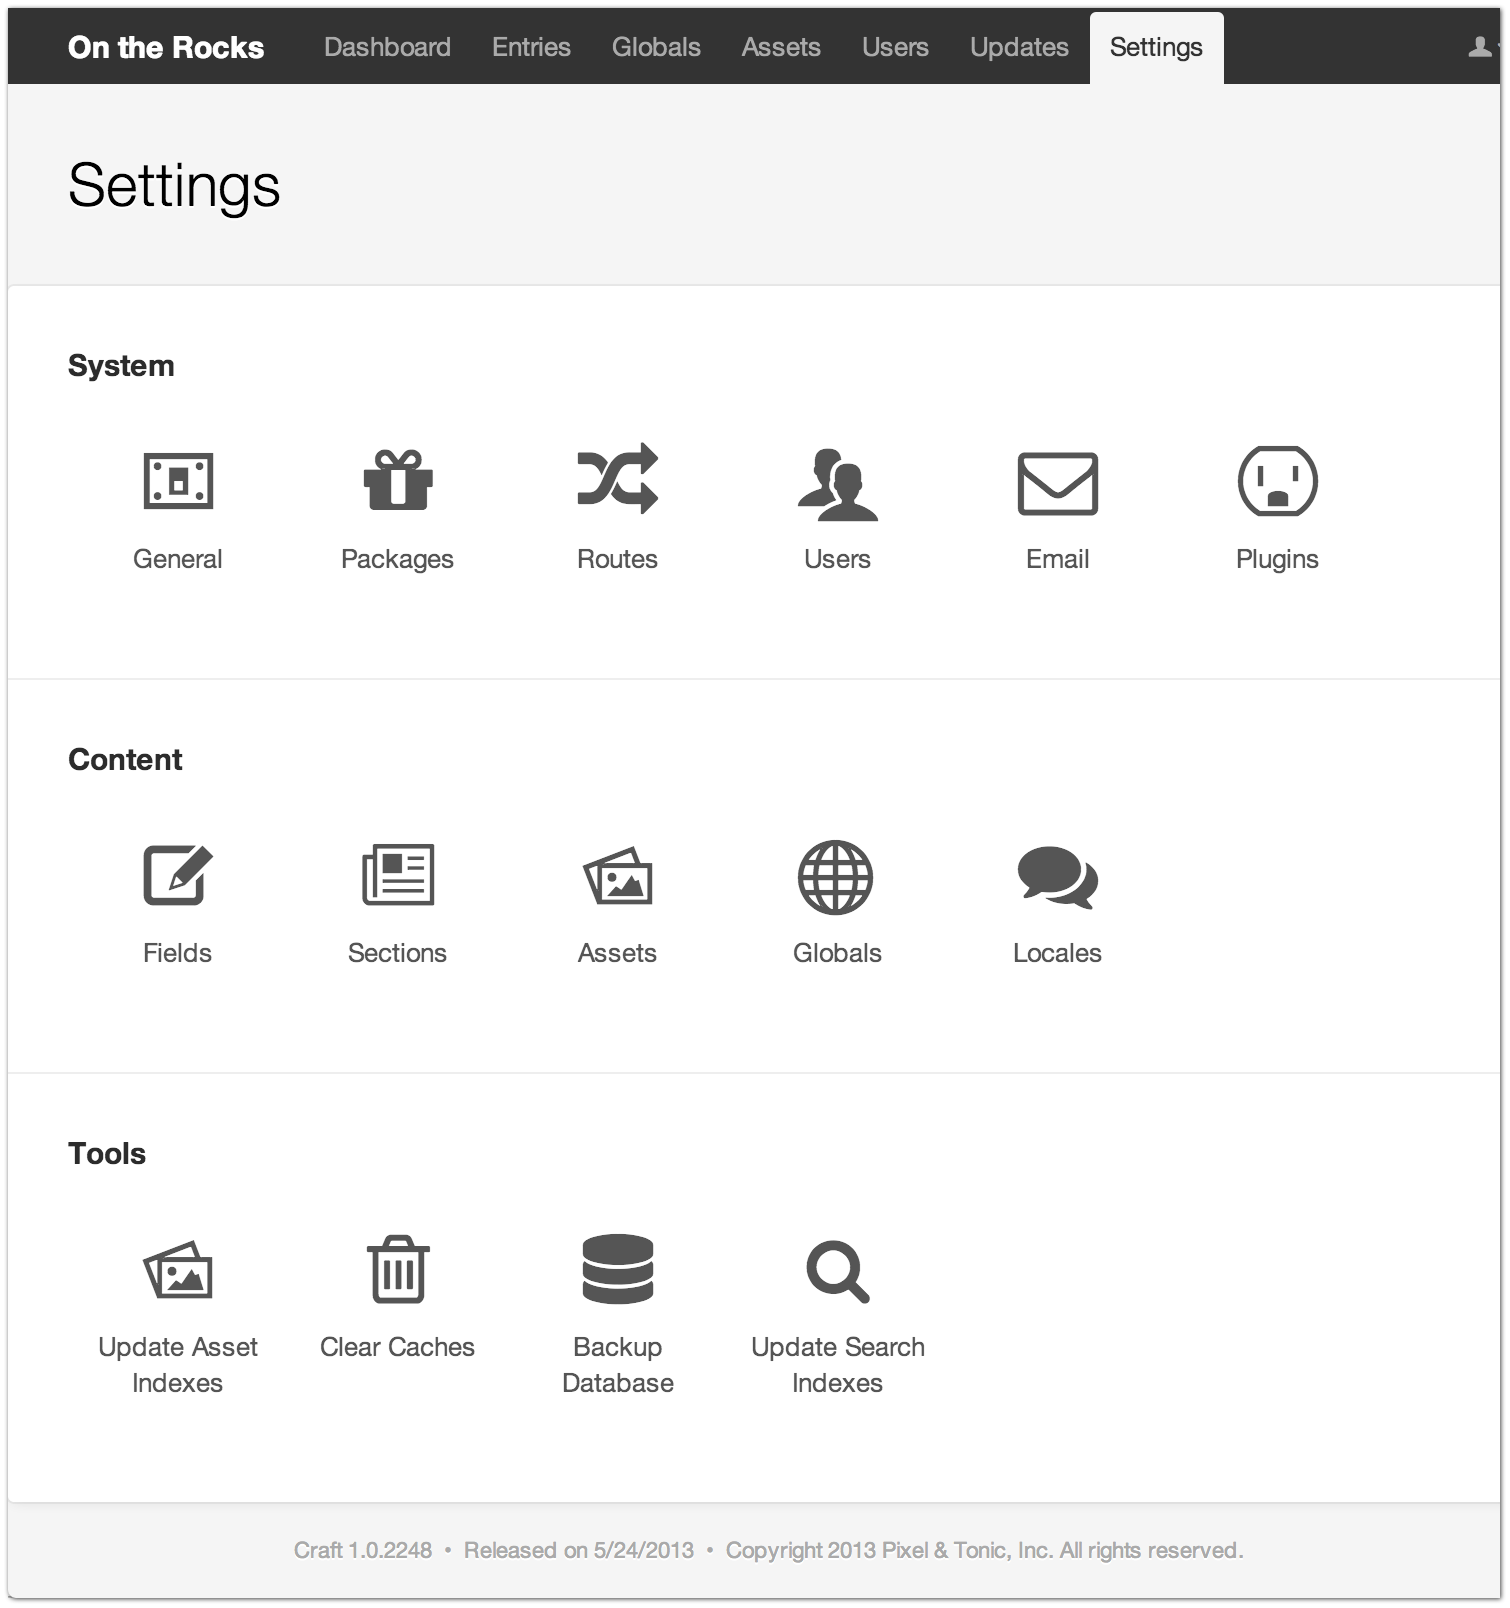 On the Rocks Dashboard Entries Globals Assets Users Updates Settings
Settings
System
General Packages Routes Users Email Plugins
Content
Fields Sections Assets Globals Locales
Tools
Update Asset Clear Caches Backup Update Search
Indexes Database Indexes
Craft 1.0.2248 • Released on 5/24/2013 • Copyright 2013 Pixel & Tonic, Inc. All rights reserved.